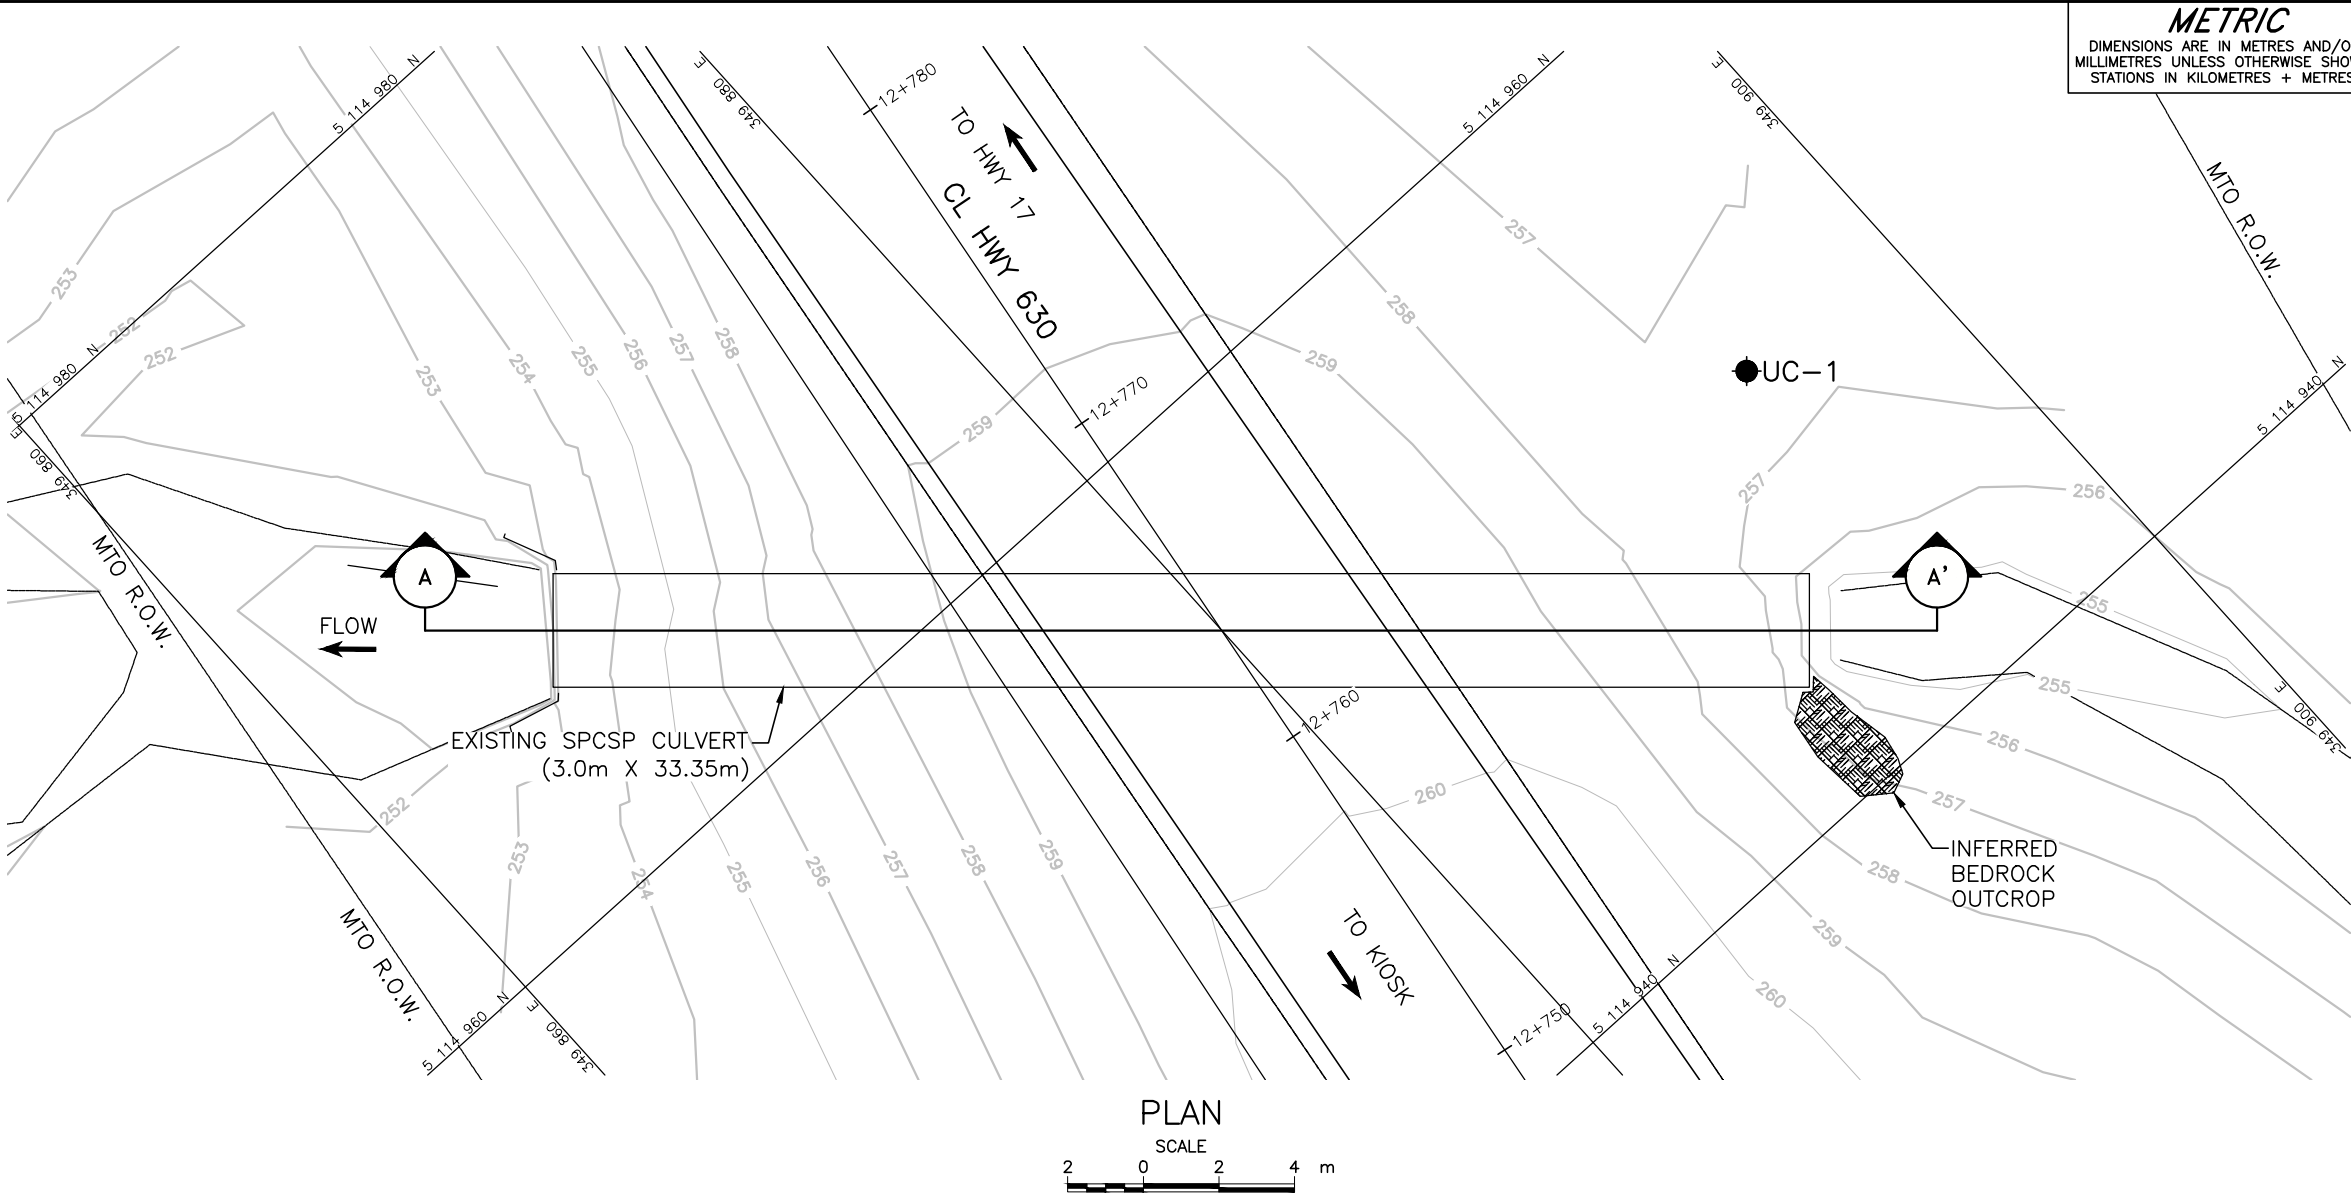 METRIC
DIMENSIONS ARE IN METRES AND/O
MILLIMETRES UNLESS OTHERWISE SHO
STATIONS IN KILOMETRES + METRES
5 114 980 N
349 880 E
12+780
TO HWY 17
CL HWY 630
5 114 960 N
349 900 E
MTO R.O.W.
253
252
252
5 114 980 N
349 860 E
253
254
255
256
257
258
259
12+770
257
258
259
UC-1
257
256
5 114 940 N
MTO R.O.W.
A
A'
FLOW
255
255
349 900 E
EXISTING SPCSP CULVERT
(3.0m X 33.35m)
12+760
260
256
257
INFERRED
BEDROCK
OUTCROP
252
253
254
255
256
257
258
259
258
259
260
MTO R.O.W.
5 114 960 N
349 860 E
TO KIOSK
12+750
5 114 940 N
PLAN
SCALE
2 0 2 4 m